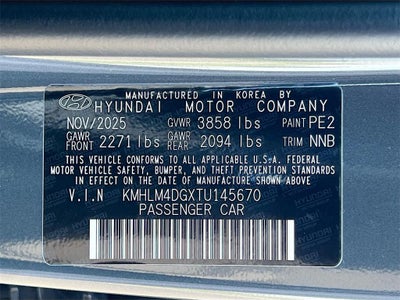 MANUFACTURED IN KOREA BY
HYUNDAI MOTOR COMPANY
NOV/2025 GVWR 3858 lbs PAINT PE2
GAWR FRONT 2271 lbs GAWR REAR 2094 lbs TRIM NNB
THIS VEHICLE CONFORMS TO ALL APPLICABLE U.S.A. FEDERAL
MOTOR VEHICLE SAFETY, BUMPER, AND THEFT PREVENTION STANDARDS
IN EFFECT ON THE DATE OF MANUFACTURE SHOWN ABOVE.
V.I.N KMHLM4DGXTU145670
PASSENGER CAR